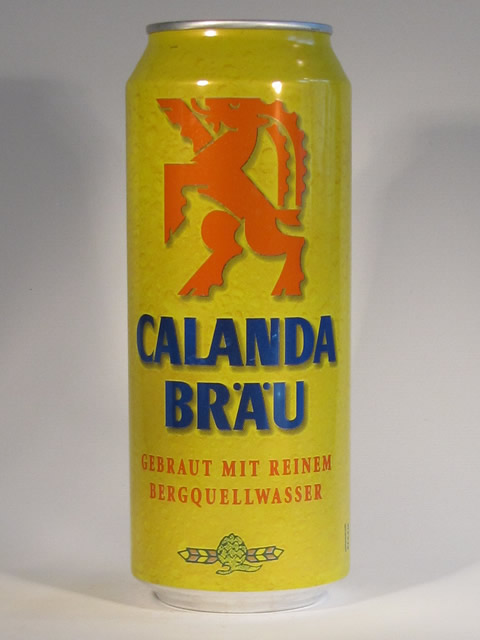 CALANDA
BRÄU
GEBRAUT MIT REINEM
BERGQUELLWASSER